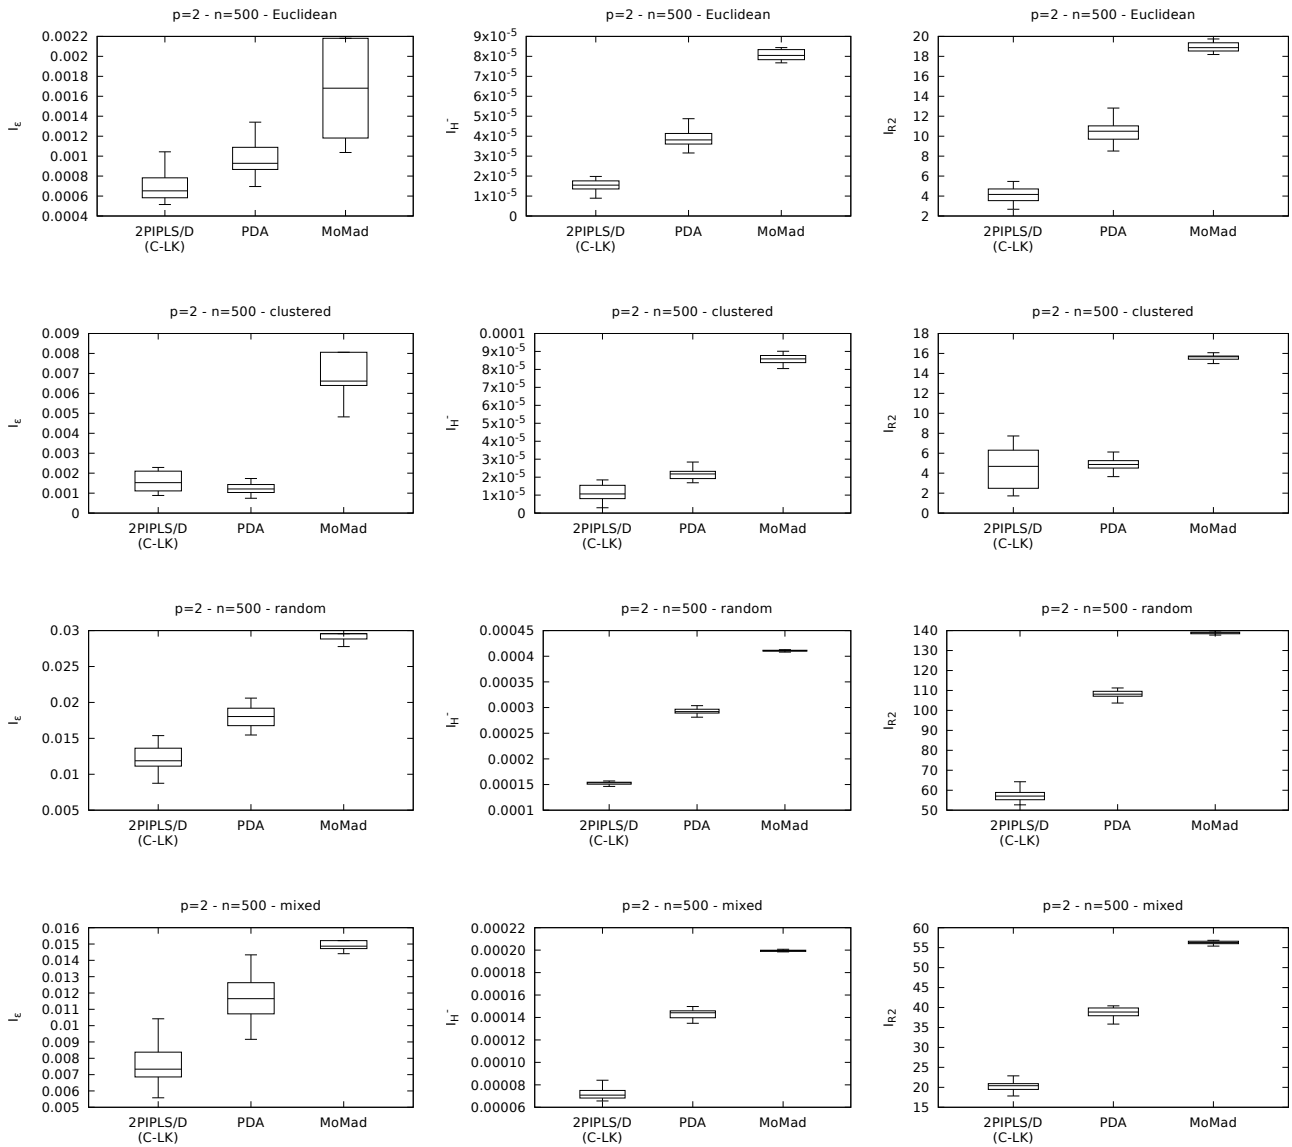 p=2 - n=500 - Euclidean
0.0022
0.002
0.0018
0.0016
0.0014
0.0012
0.001
0.0008
0.0006
0.0004
Iε
2PIPLS/D
(C-LK)
PDA
MoMad
p=2 - n=500 - Euclidean
9x10-5
8x10-5
7x10-5
6x10-5
5x10-5
4x10-5
3x10-5
2x10-5
1x10-5
0
IH-
2PIPLS/D
(C-LK)
PDA
MoMad
p=2 - n=500 - Euclidean
20
18
16
14
12
10
8
6
4
2
IR2
2PIPLS/D
(C-LK)
PDA
MoMad
p=2 - n=500 - clustered
0.009
0.008
0.007
0.006
0.005
0.004
0.003
0.002
0.001
0
Iε
2PIPLS/D
(C-LK)
PDA
MoMad
p=2 - n=500 - clustered
0.0001
9x10-5
8x10-5
7x10-5
6x10-5
5x10-5
4x10-5
3x10-5
2x10-5
1x10-5
0
IH-
2PIPLS/D
(C-LK)
PDA
MoMad
p=2 - n=500 - clustered
18
16
14
12
10
8
6
4
2
0
IR2
2PIPLS/D
(C-LK)
PDA
MoMad
p=2 - n=500 - random
0.03
0.025
0.02
0.015
0.01
0.005
Iε
2PIPLS/D
(C-LK)
PDA
MoMad
p=2 - n=500 - random
0.00045
0.0004
0.00035
0.0003
0.00025
0.0002
0.00015
0.0001
IH-
2PIPLS/D
(C-LK)
PDA
MoMad
p=2 - n=500 - random
140
130
120
110
100
90
80
70
60
50
IR2
2PIPLS/D
(C-LK)
PDA
MoMad
p=2 - n=500 - mixed
0.016
0.015
0.014
0.013
0.012
0.011
0.01
0.009
0.008
0.007
0.006
0.005
Iε
2PIPLS/D
(C-LK)
PDA
MoMad
p=2 - n=500 - mixed
0.00022
0.00020
0.00018
0.00016
0.00014
0.00012
0.00010
0.00008
0.00006
IH-
2PIPLS/D
(C-LK)
PDA
MoMad
p=2 - n=500 - mixed
60
55
50
45
40
35
30
25
20
15
IR2
2PIPLS/D
(C-LK)
PDA
MoMad